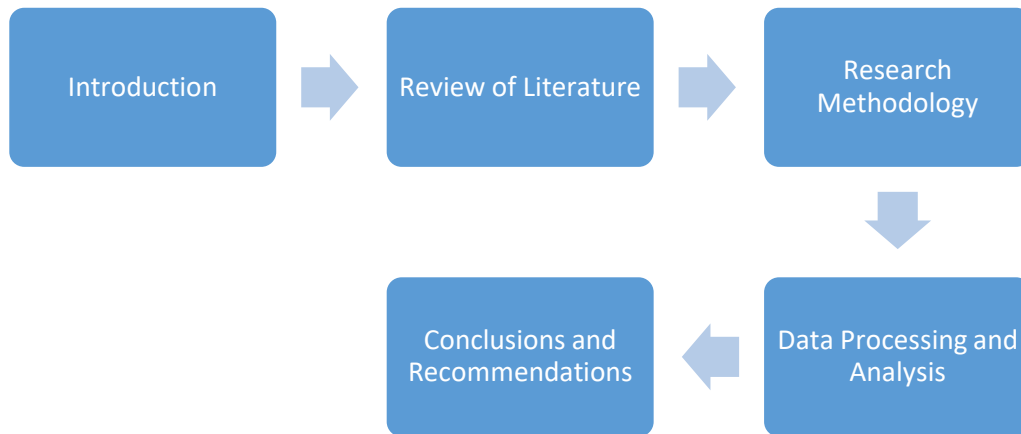 Introduction
Review of Literature
Research
Methodology
Data Processing and
Analysis
Conclusions and
Recommendations